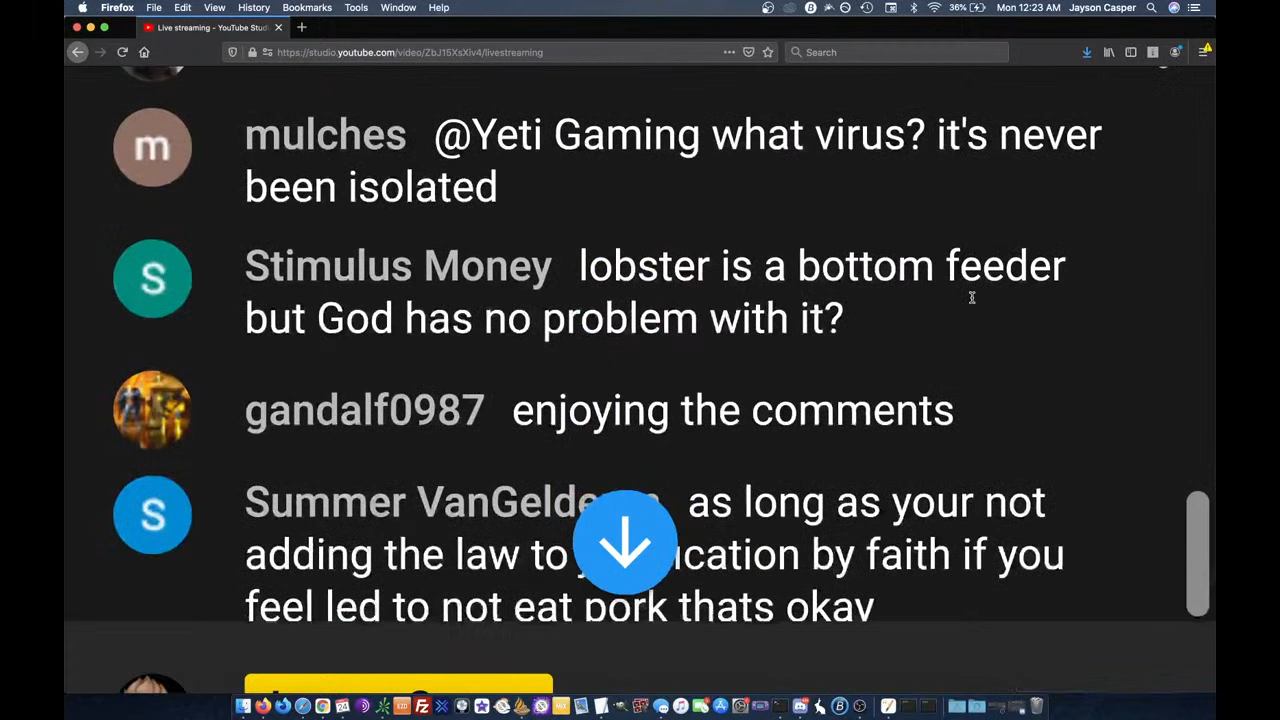 Firefox File Edit View History Bookmarks Tools Window Help 36% Mon 12:23 AM Jayson Casper
Live streaming - YouTube Studi
https://studio.youtube.com/video/ZbJ15XsXiv4/livestreaming
Search
m mulches @Yeti Gaming what virus? it's never
been isolated
S Stimulus Money lobster is a bottom feeder
but God has no problem with it?
gandalf0987 enjoying the comments
S Summer as long as your not
adding the law to by faith if you
feel led to not eat pork thats okay